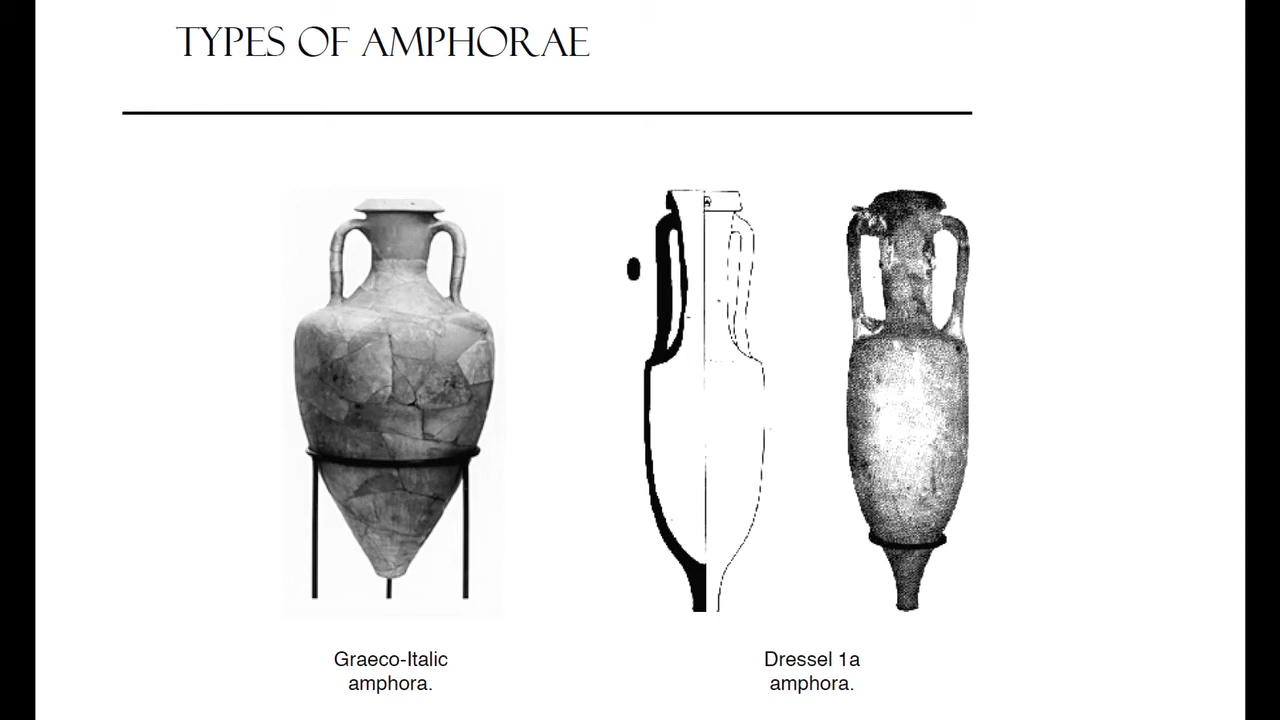 TYPES OF AMPHORAE
Graeco-Italic
amphora.
Dressel 1a
amphora.